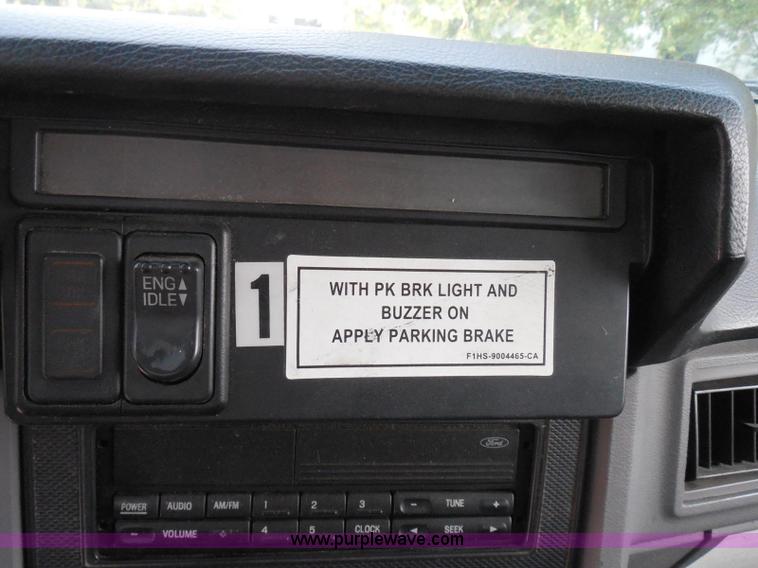 ENG▲
IDLE▼
1
WITH PK BRK LIGHT AND
BUZZER ON
APPLY PARKING BRAKE
F1HS-9004465-CA
Ford
POWER AUDIO AM/FM 1 2 3 - TUNE +
- VOLUME 4 5 CLOCK ◄ SEEK ►
www.purplewave.com